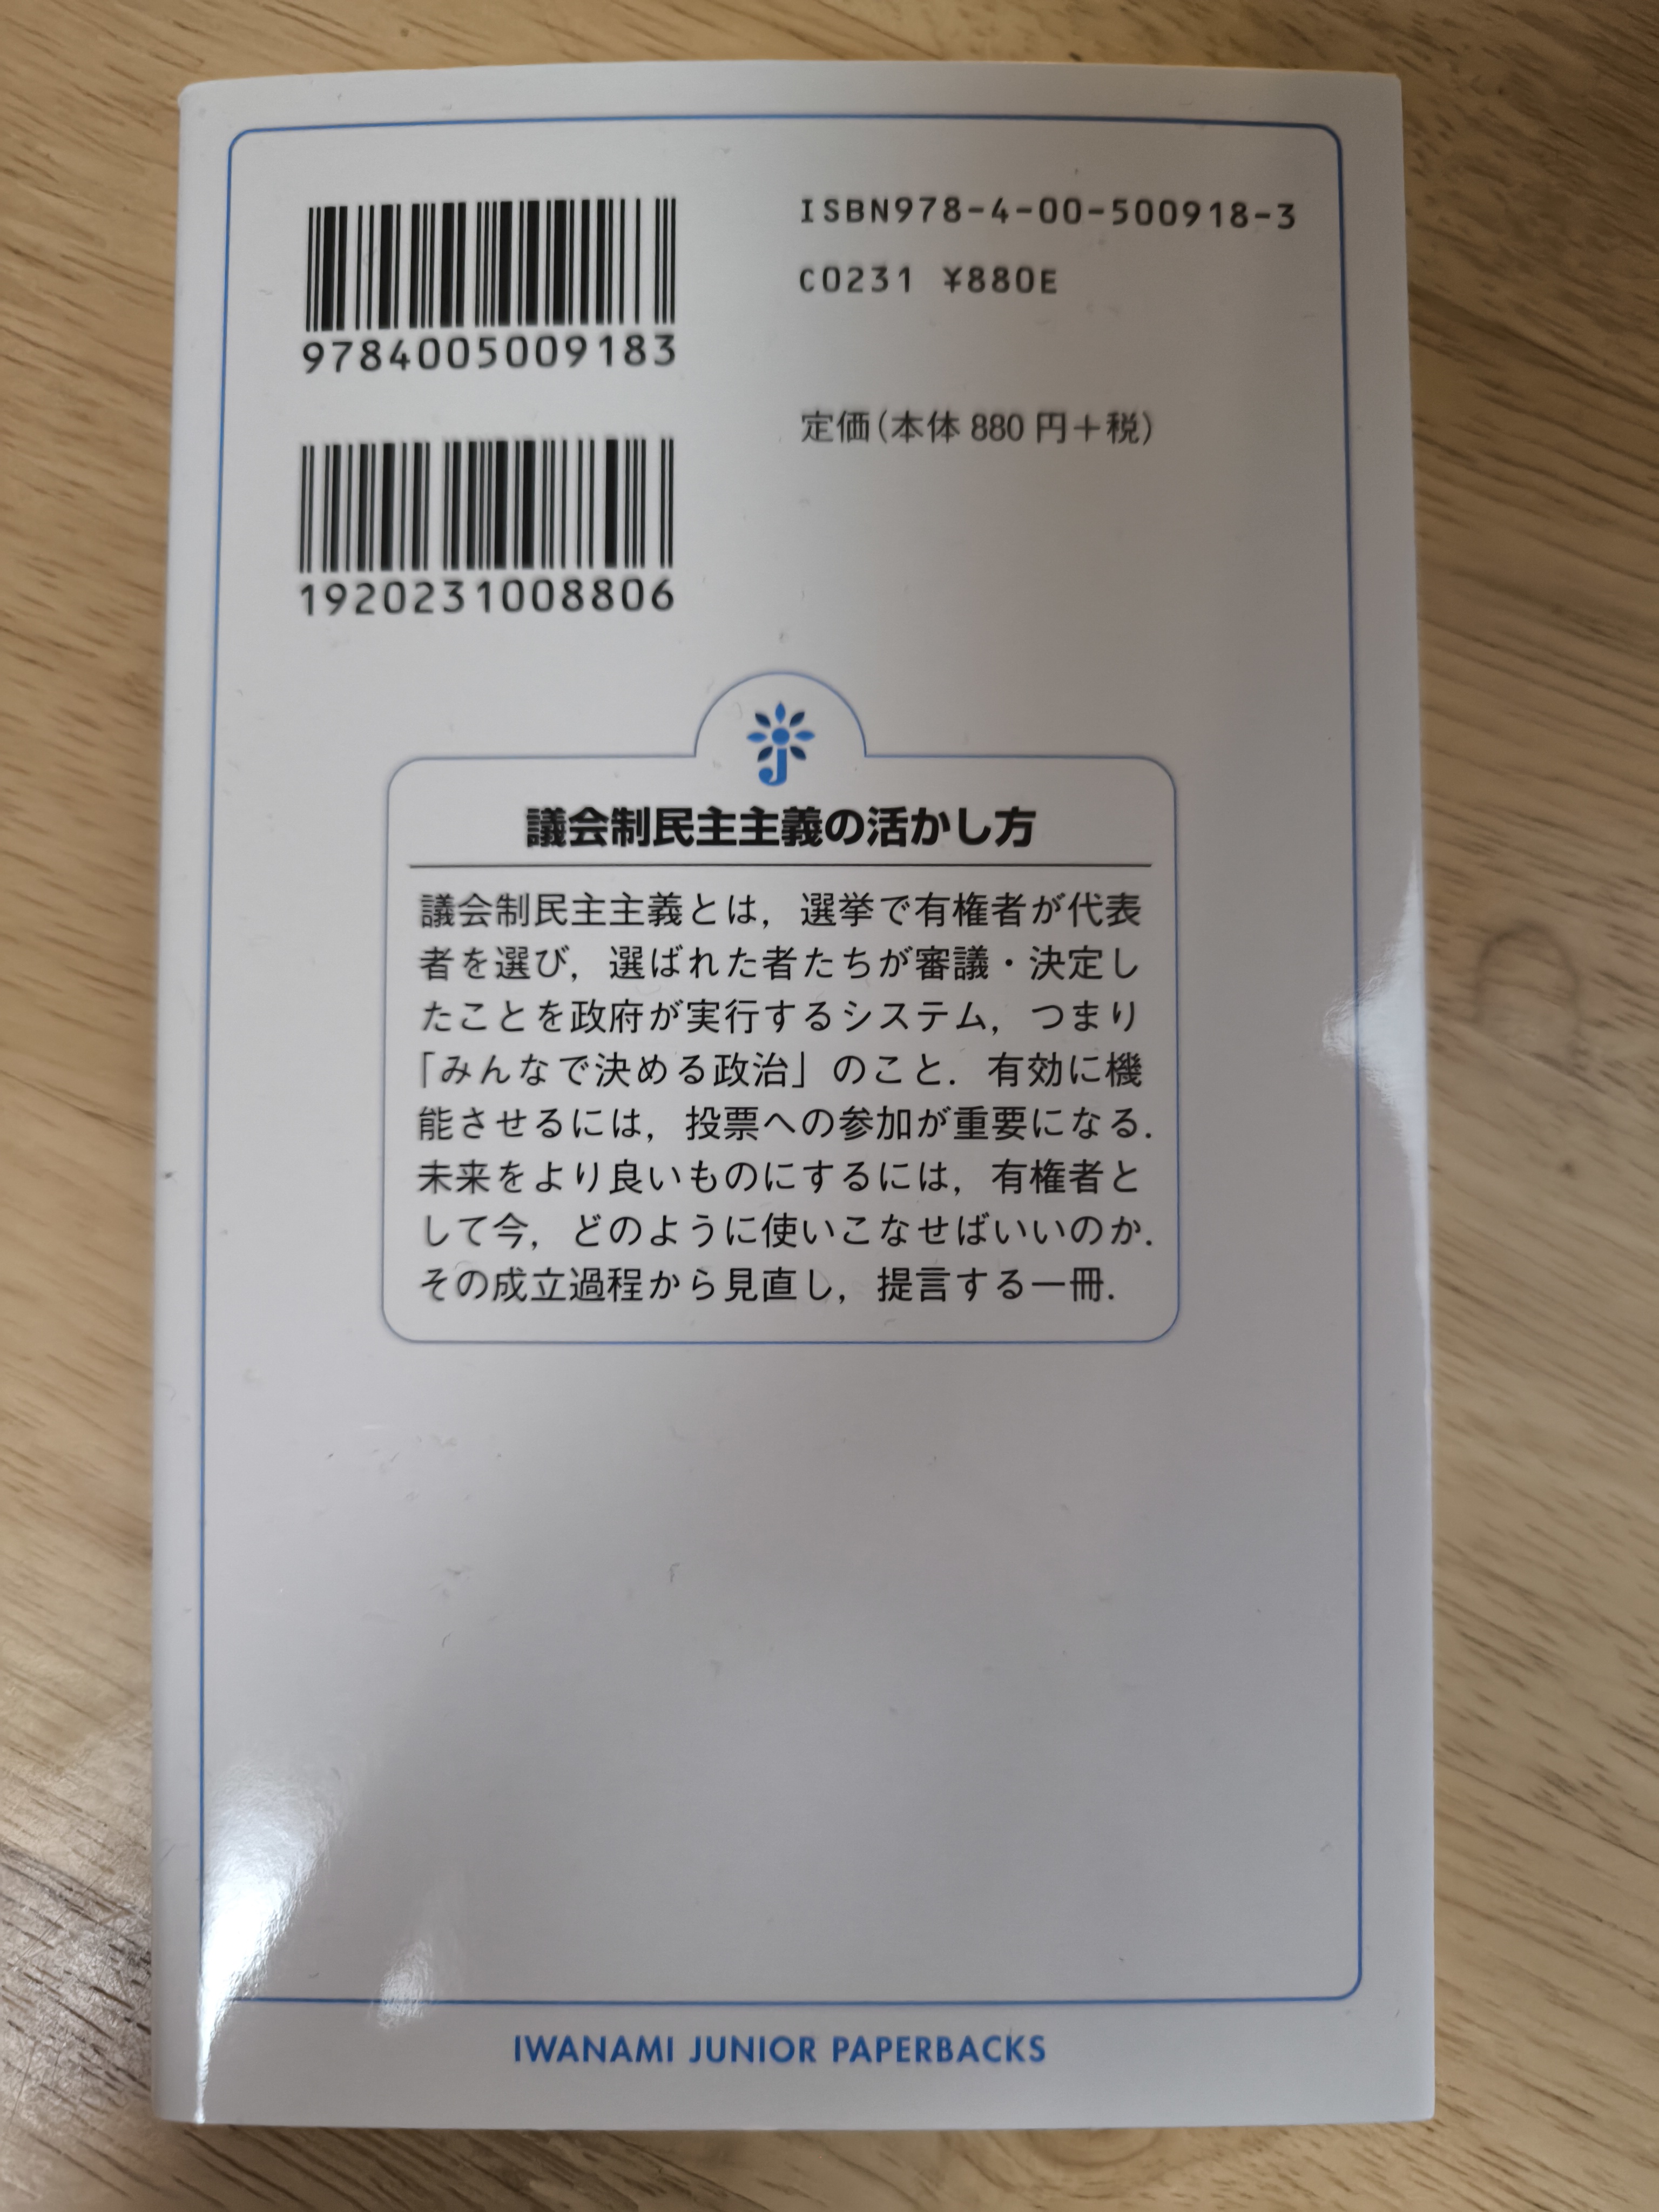 9784005009183
ISBN978-4-00-500918-3
C0231 ¥880E
定価(本体 880 円+税)
1920231008806
議会制民主主義の活かし方
議会制民主主義とは，選挙で有権者が代表
者を選び，選ばれた者たちが審議・決定し
たことを政府が実行するシステム，つまり
「みんなで決める政治」のこと．有効に機
能させるには，投票への参加が重要になる．
未来をより良いものにするには，有権者と
して今，どのように使いこなせばいいのか．
その成立過程から見直し，提言する一冊．
IWANAMI JUNIOR PAPERBACKS